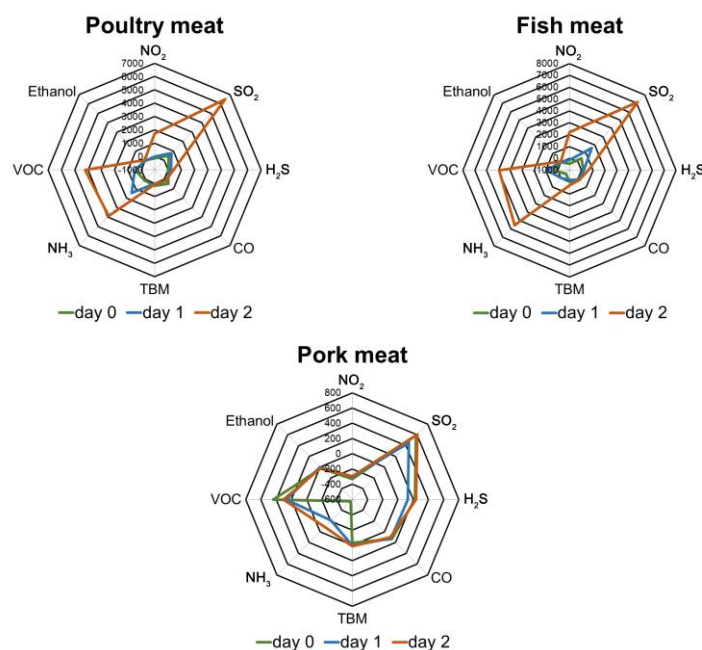 Poultry meat
NO₂
7000
6000
5000
4000
3000
2000
1000
0
-1000
Ethanol
SO₂
VOC
H₂S
NH₃
CO
TBM
day 0 day 1 day 2
Fish meat
NO₂
8000
7000
6000
5000
4000
3000
2000
1000
0
-1000
SO₂
VOC
H₂S
NH₃
CO
TBM
day 0 day 1 day 2
Pork meat
NO₂
800
600
400
200
0
-200
-400
-600
Ethanol
SO₂
VOC
H₂S
NH₃
CO
TBM
day 0 day 1 day 2